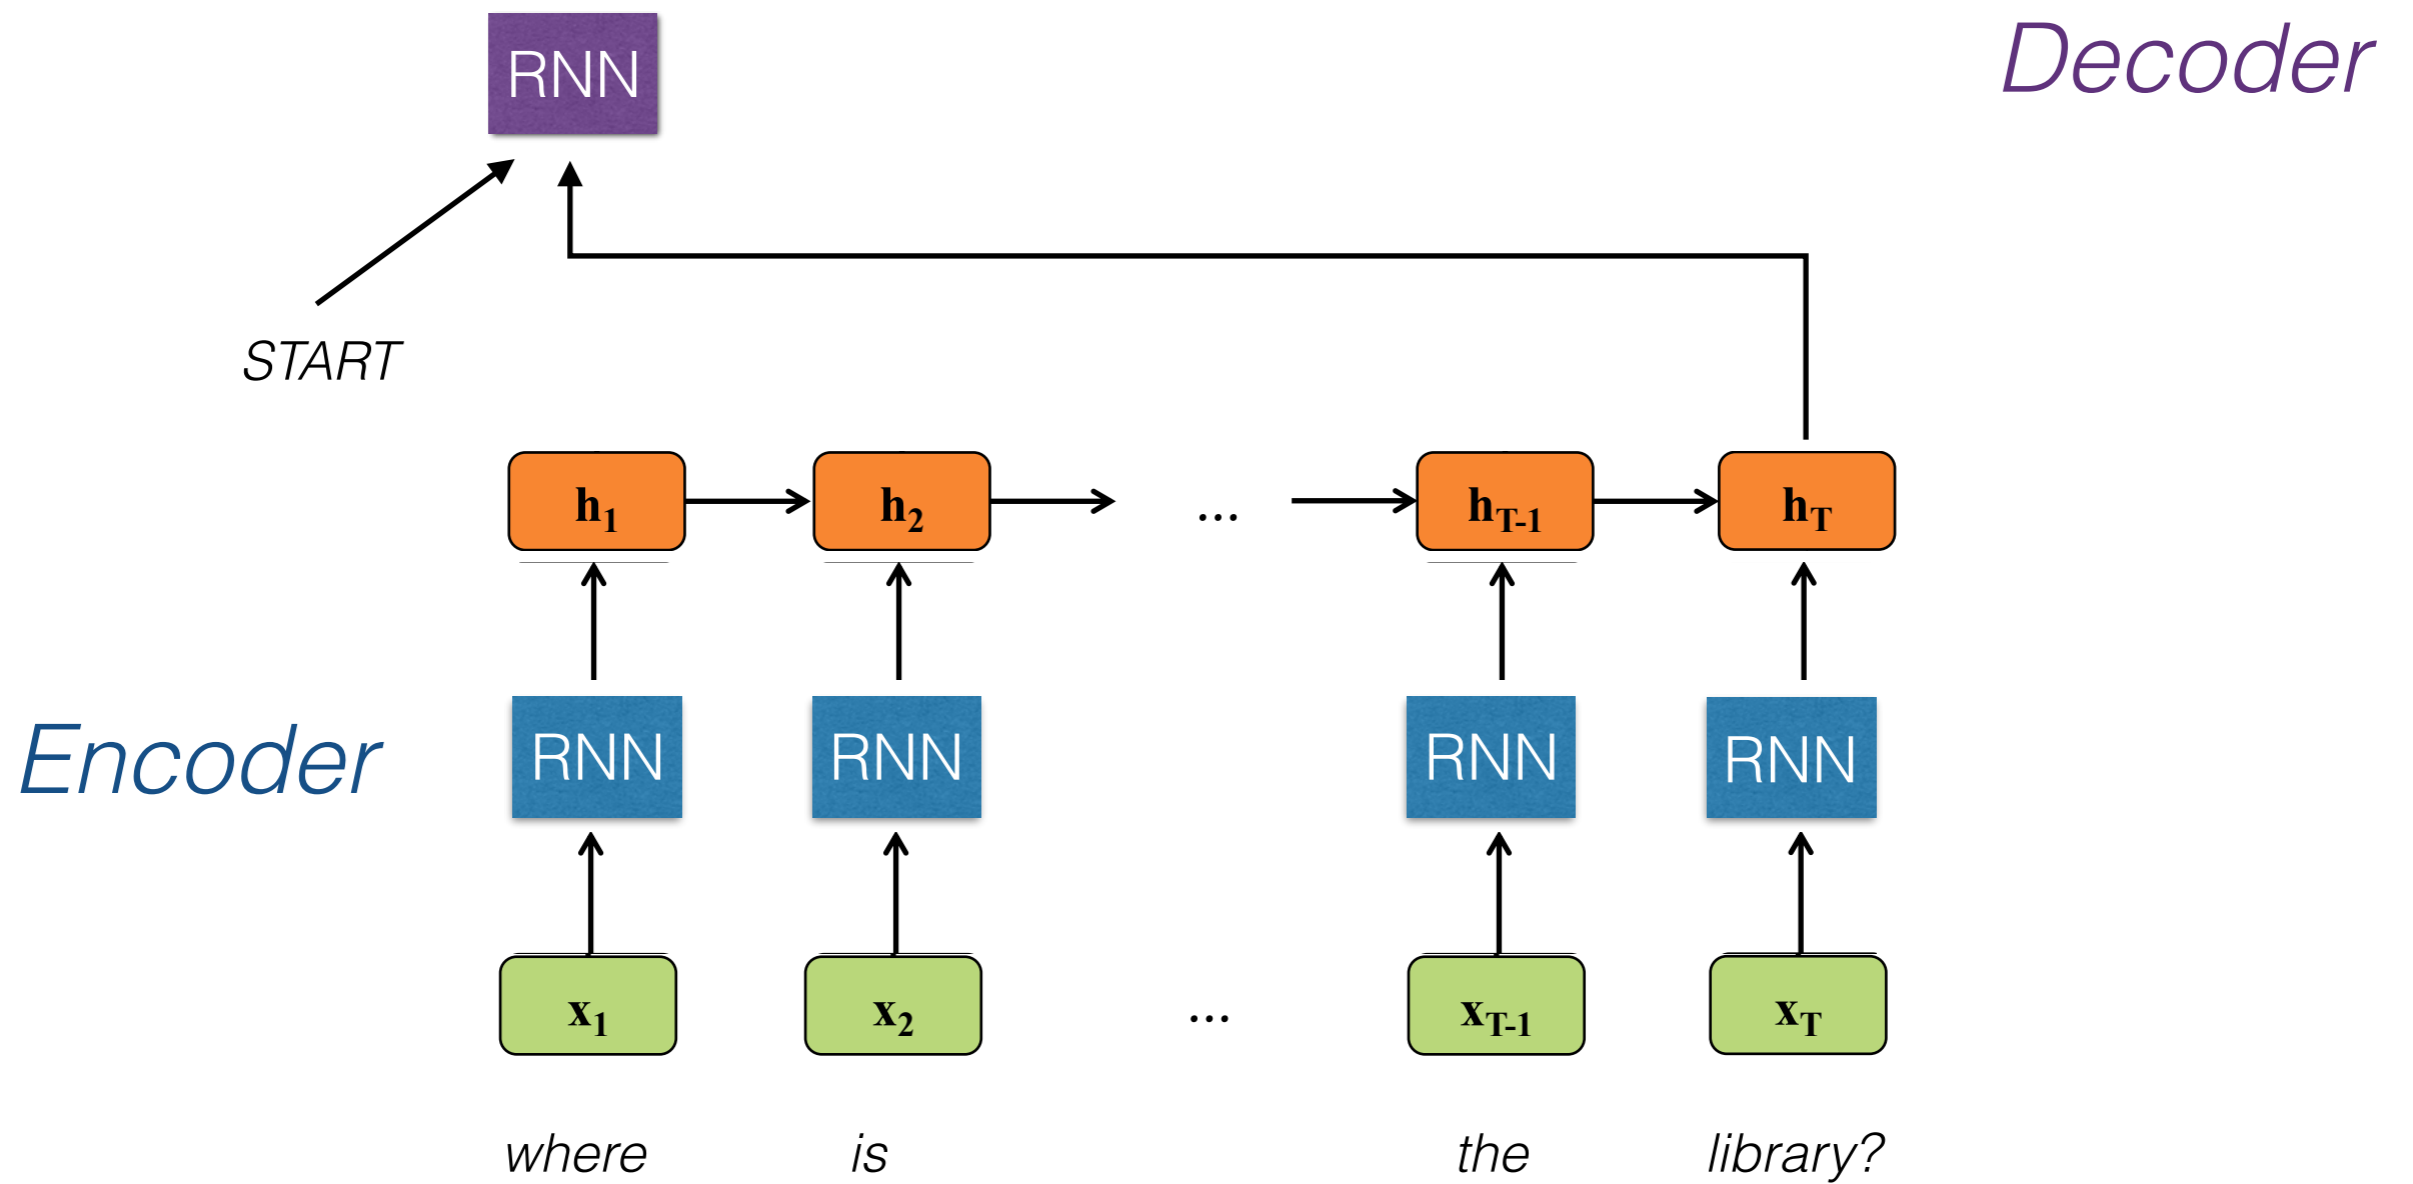 RNN
Decoder
START
h1 h2 ... hT-1 hT
Encoder
RNN RNN RNN RNN
x1 x2 ... xT-1 xT
where is the library?